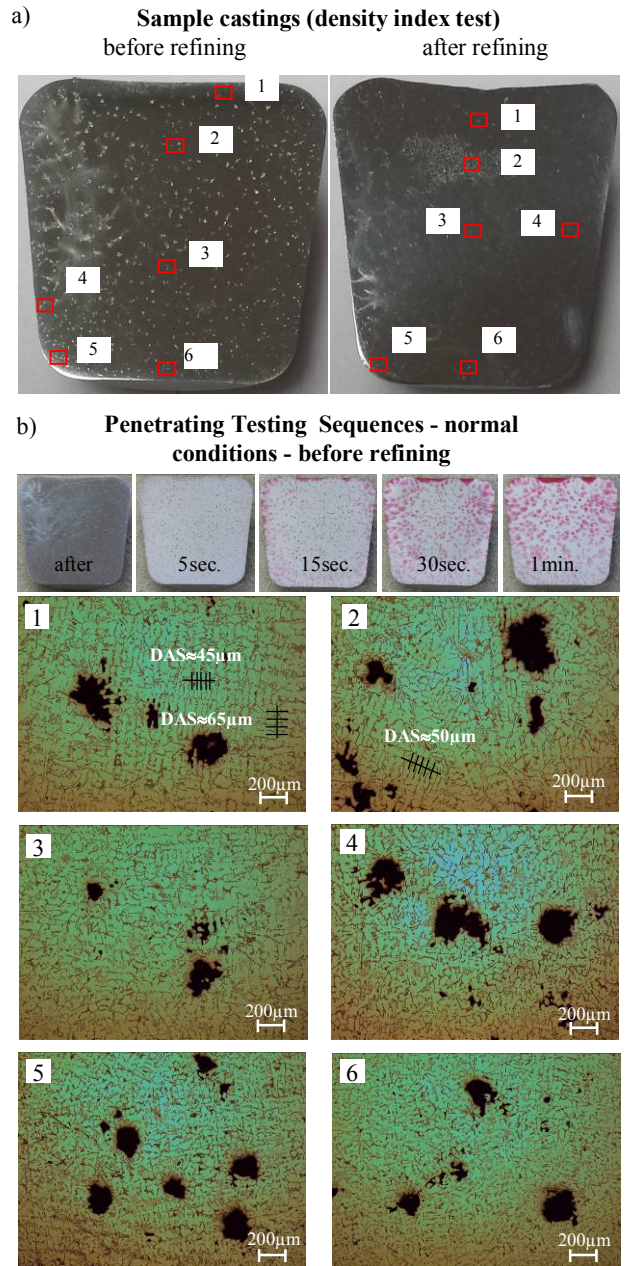 a)
Sample castings (density index test)
before refining
after refining
1
2
3
4
5
6
1
2
3
4
5
6
b)
Penetrating Testing Sequences - normal
conditions - before refining
after
5sec.
15sec.
30sec.
1min.
1
DAS≈45µm
DAS≈65µm
200µm
2
DAS≈50µm
200µm
3
200µm
4
200µm
5
200µm
6
200µm